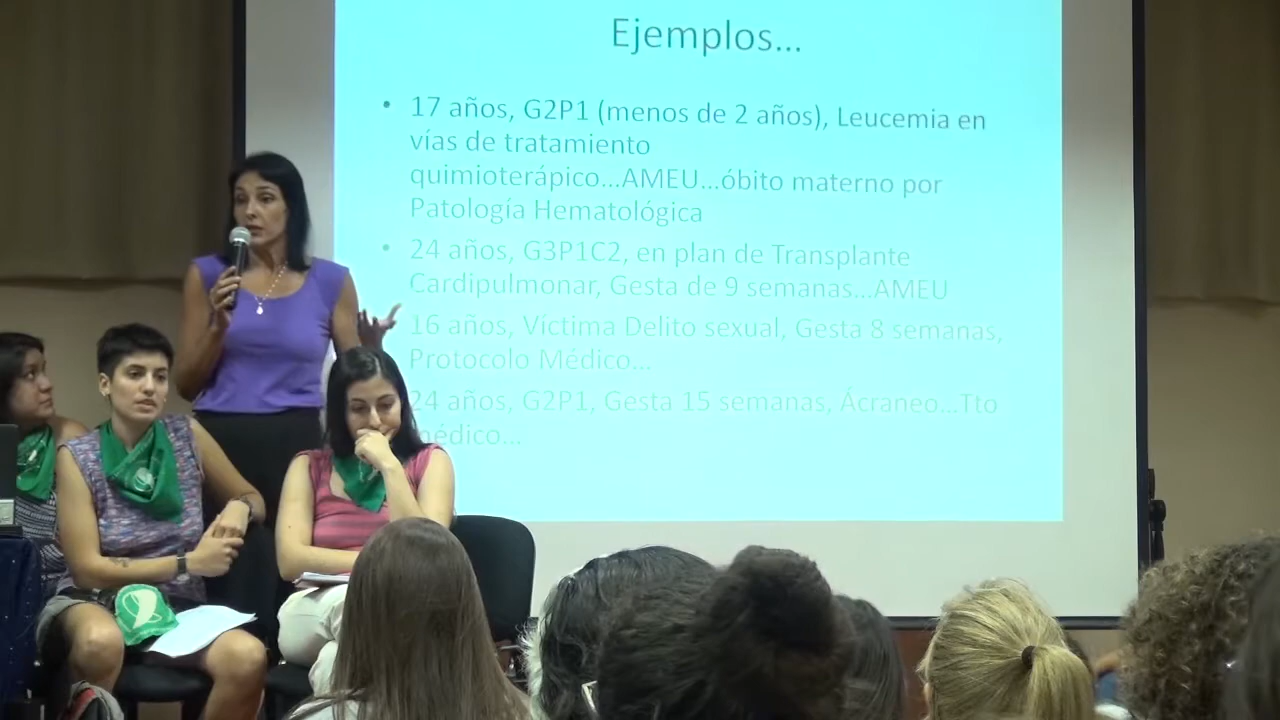 Ejemplos...
• 17 años, G2P1 (menos de 2 años), Leucemia en
vías de tratamiento
quimioterápico...AMEU...óbito materno por
Patología Hematológica
• 24 años, G3P1C2, en plan de Transplante
Cardipulmonar, Gesta de 9 semanas...AMEU
16 años, Víctima Delito sexual, Gesta 8 semanas,
Protocolo Médico...
24 años, G2P1, Gesta 15 semanas, Ácraneo...Tto
médico...